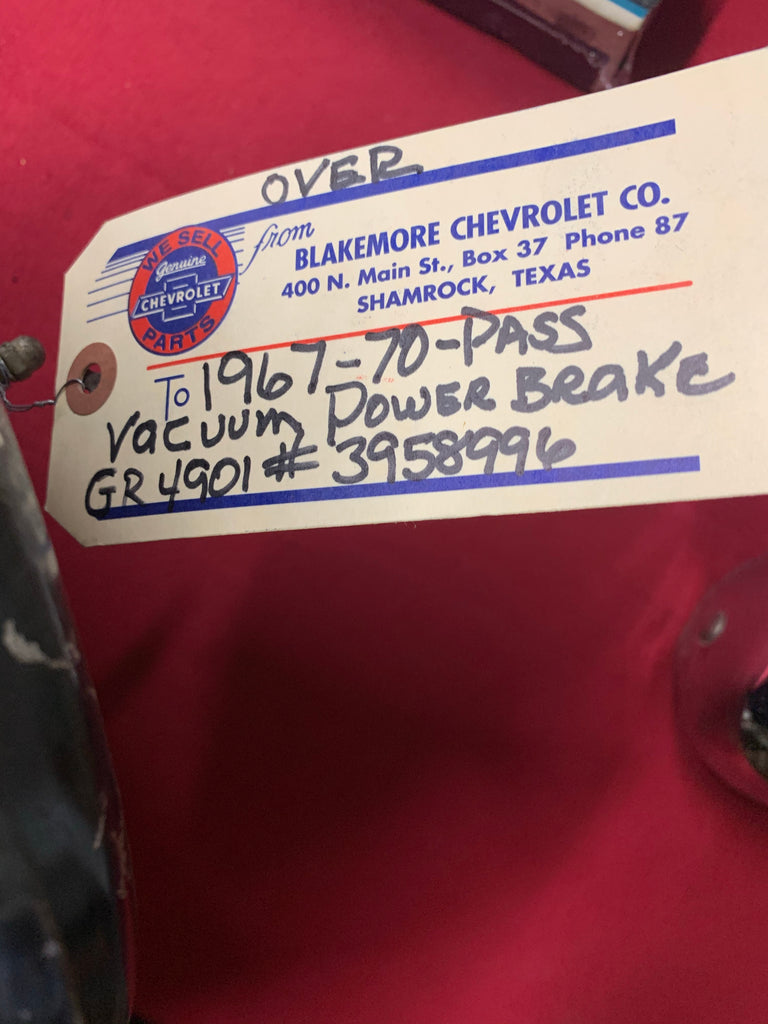 OVER
WE SELL
Genuine
CHEVROLET
PARTS
from
BLAKEMORE CHEVROLET CO.
400 N. Main St., Box 37 Phone 87
SHAMROCK, TEXAS
To 1967-70-PASS
VACUUM POWER BRAKE
GR 4901 # 3958996